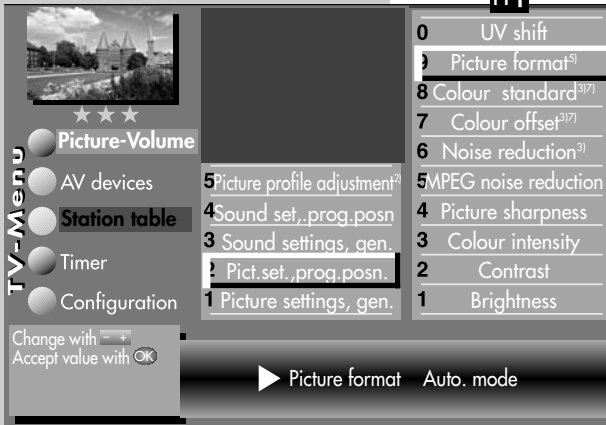 TV-Menu
Picture-Volume
AV devices
Station table
Timer
Configuration
5 Picture profile adjustment2)
4 Sound set,.prog.posn
3 Sound settings, gen.
2 Pict.set.,prog.posn.
1 Picture settings, gen.
0 UV shift
9 Picture format5)
8 Colour standard3)7)
7 Colour offset3)7)
6 Noise reduction3)
5 MPEG noise reduction
4 Picture sharpness
3 Colour intensity
2 Contrast
1 Brightness
Change with - +
Accept value with OK
Picture format Auto. mode